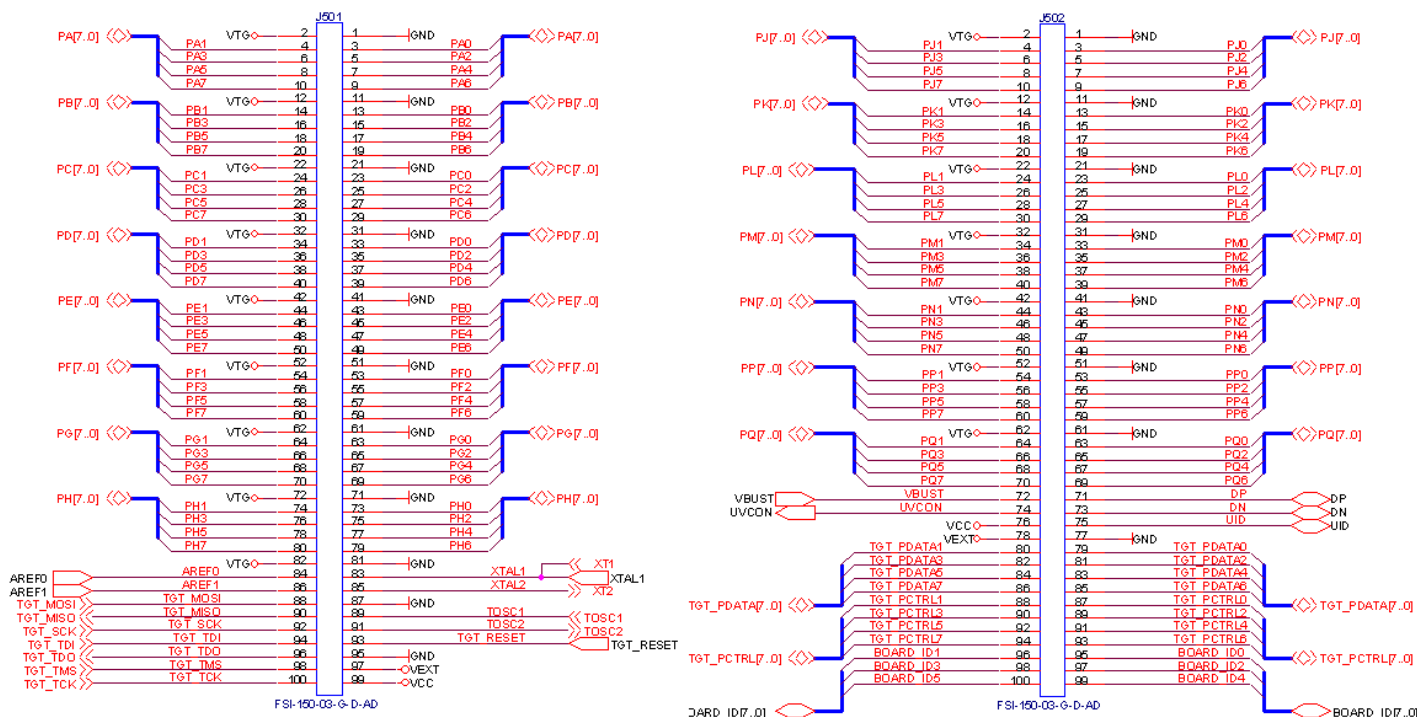 J501
PA[7..0] VTG 2 1 GND PA[7..0]
PA1 4 3 PA0
PA3 6 5 PA2
PA5 8 7 PA4
PA7 10 9 PA6
PB[7..0] VTG 12 11 GND PB[7..0]
PB1 14 13 PB0
PB3 16 15 PB2
PB5 18 17 PB4
PB7 20 19 PB6
PC[7..0] VTG 22 21 GND PC[7..0]
PC1 24 23 PC0
PC3 26 25 PC2
PC5 28 27 PC4
PC7 30 29 PC6
PD[7..0] VTG 32 31 GND PD[7..0]
PD1 34 33 PD0
PD3 36 35 PD2
PD5 38 37 PD4
PD7 40 39 PD6
PE[7..0] VTG 42 41 GND PE[7..0]
PE1 44 43 PE0
PE3 46 45 PE2
PE5 48 47 PE4
PE7 50 49 PE6
PF[7..0] VTG 52 51 GND PF[7..0]
PF1 54 53 PF0
PF3 56 55 PF2
PF5 58 57 PF4
PF7 60 59 PF6
PG[7..0] VTG 62 61 GND PG[7..0]
PG1 64 63 PG0
PG3 66 65 PG2
PG5 68 67 PG4
PG7 70 69 PG6
PH[7..0] VTG 72 71 GND PH[7..0]
PH1 74 73 PH0
PH3 76 75 PH2
PH5 78 77 PH4
PH7 80 79 PH6
VTG 82 81 GND XT1
AREF0 AREF0 84 83 XTAL1 XTAL1
AREF1 AREF1 86 85 XTAL2 XT2
TGT_MOSI TGT_MOSI 88 87 GND
TGT_MISO TGT_MISO 90 89 TOSC1 TOSC1
TGT_SCK TGT_SCK 92 91 TOSC2 TOSC2
TGT_TDI TGT_TDI 94 93 TGT_RESET TGT_RESET
TGT_TDO TGT_TDO 96 95 GND
TGT_TMS TGT_TMS 98 97 VEXT
TGT_TCK TGT_TCK 100 99 VCC
FSI-150-03-G-D-AD
J502
PJ[7..0] VTG 2 1 GND PJ[7..0]
PJ1 4 3 PJ0
PJ3 6 5 PJ2
PJ5 8 7 PJ4
PJ7 10 9 PJ6
PK[7..0] VTG 12 11 GND PK[7..0]
PK1 14 13 PK0
PK3 16 15 PK2
PK5 18 17 PK4
PK7 20 19 PK6
PL[7..0] VTG 22 21 GND PL[7..0]
PL1 24 23 PL0
PL3 26 25 PL2
PL5 28 27 PL4
PL7 30 29 PL6
PM[7..0] VTG 32 31 GND PM[7..0]
PM1 34 33 PM0
PM3 36 35 PM2
PM5 38 37 PM4
PM7 40 39 PM6
PN[7..0] VTG 42 41 GND PN[7..0]
PN1 44 43 PN0
PN3 46 45 PN2
PN5 48 47 PN4
PN7 50 49 PN6
PP[7..0] VTG 52 51 GND PP[7..0]
PP1 54 53 PP0
PP3 56 55 PP2
PP5 58 57 PP4
PP7 60 59 PP6
PQ[7..0] VTG 62 61 GND PQ[7..0]
PQ1 64 63 PQ0
PQ3 66 65 PQ2
PQ5 68 67 PQ4
PQ7 70 69 PQ6
VBUST VBUST 72 71 DP DP
UVCON UVCON 74 73 DN DN
VCC 76 75 UID UID
VEXT 78 77 GND
TGT_PDATA1 80 79 TGT_PDATA0
TGT_PDATA3 82 81 TGT_PDATA2
TGT_PDATA5 84 83 TGT_PDATA4
TGT_PDATA7 86 85 TGT_PDATA6
TGT_PDATA[7..0] TGT_PCTRL1 88 87 TGT_PCTRL0 TGT_PDATA[7..0]
TGT_PCTRL3 90 89 TGT_PCTRL2
TGT_PCTRL5 92 91 TGT_PCTRL4
TGT_PCTRL7 94 93 TGT_PCTRL6
TGT_PCTRL[7..0] BOARD_ID1 96 95 BOARD_ID0 TGT_PCTRL[7..0]
BOARD_ID3 98 97 BOARD_ID2
BOARD_ID5 100 99 BOARD_ID4
FSI-150-03-G-D-AD
OARD_ID[7..0] BOARD_ID[7..0]